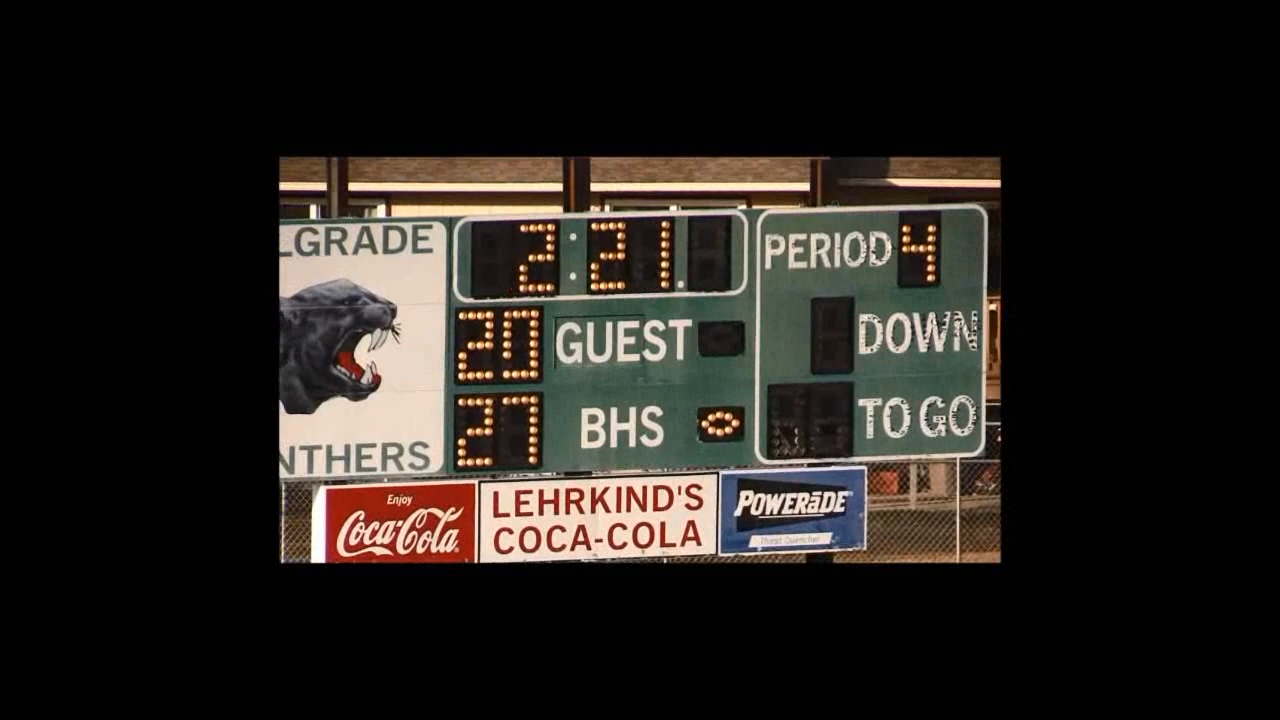 LGRADE
NTHERS
2:21.
20 GUEST
27 BHS
PERIOD 4
DOWN
TO GO
Enjoy
Coca-Cola
LEHRKIND'S
COCA-COLA
POWERāDE
Thirst Quencher